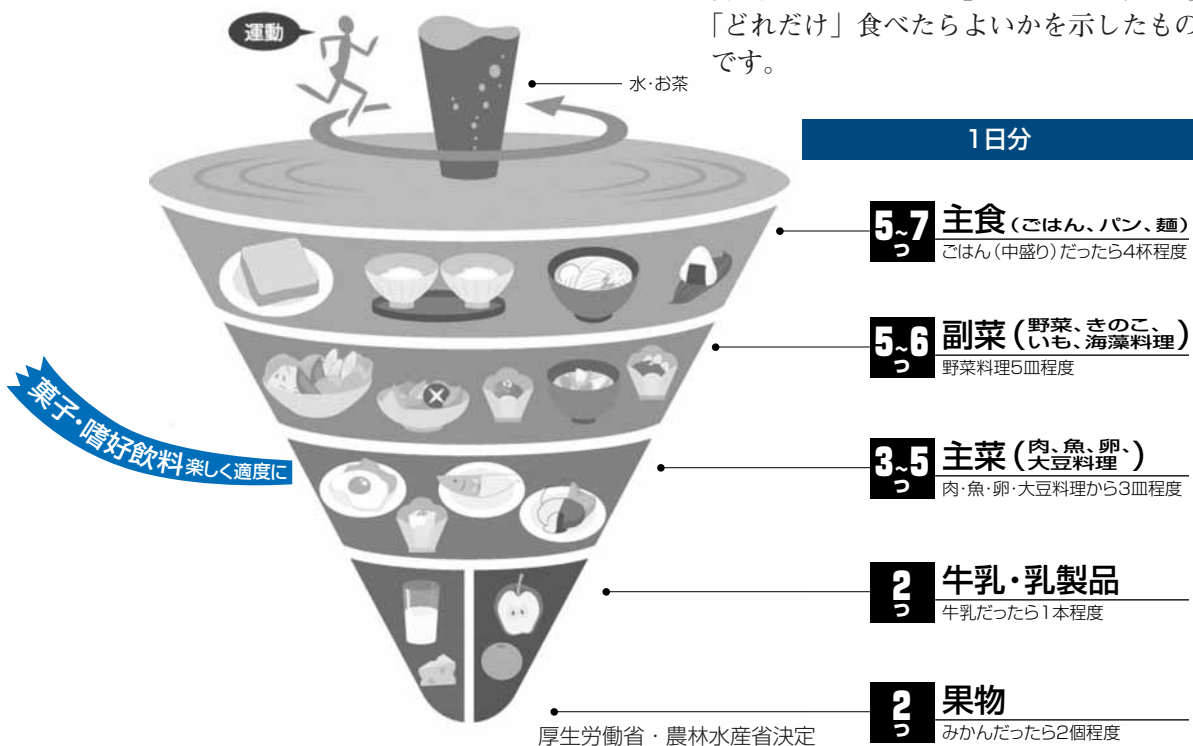 「どれだけ」食べたらよいかを示したもの
です。
運動
水・お茶
1日分
5~7つ 主食(ごはん、パン、麺)
ごはん(中盛り)だったら4杯程度
5~6つ 副菜(野菜、きのこ、いも、海藻料理)
野菜料理5皿程度
菓子・嗜好飲料 楽しく適度に
3~5つ 主菜(肉、魚、卵、大豆料理)
肉・魚・卵・大豆料理から3皿程度
2つ 牛乳・乳製品
牛乳だったら1本程度
2つ 果物
みかんだったら2個程度
厚生労働省・農林水産省決定